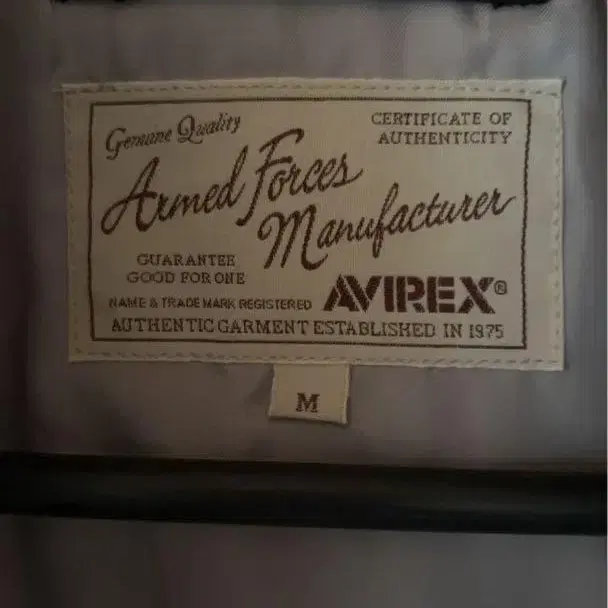 Genuine Quality
CERTIFICATE OF
AUTHENTICITY
Armed Forces
Manufacturer
GUARANTEE
GOOD FOR ONE
NAME & TRADE MARK REGISTERED
AVIREX®
AUTHENTIC GARMENT ESTABLISHED IN 1975
M